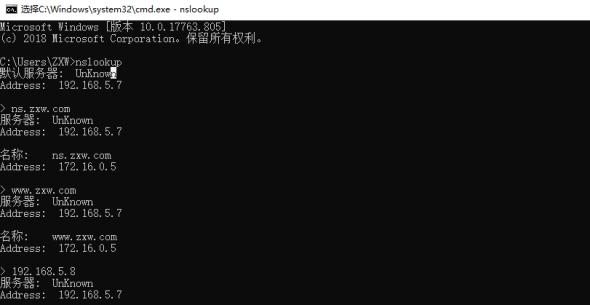 选择C:\Windows\system32\cmd.exe - nslookup
Microsoft Windows [版本 10.0.17763.805]
(c) 2018 Microsoft Corporation。保留所有权利。
C:\Users\ZXW>nslookup
默认服务器:  UnKnown
Address:  192.168.5.7
> ns.zxw.com
服务器:  UnKnown
Address:  192.168.5.7
名称:    ns.zxw.com
Address:  172.16.0.5
> www.zxw.com
服务器:  UnKnown
Address:  192.168.5.7
名称:    www.zxw.com
Address:  172.16.0.5
> 192.168.5.8
服务器:  UnKnown
Address:  192.168.5.7